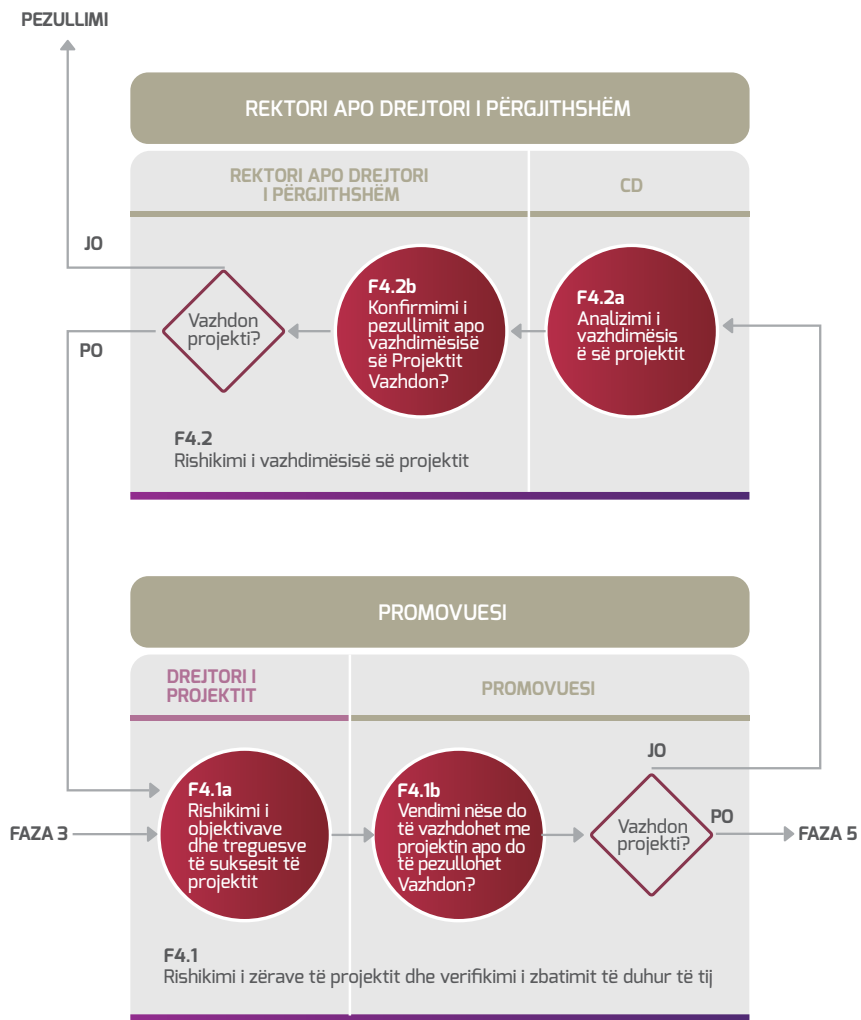 PEZULLIMI
REKTORI APO DREJTORI I PËRGJITHSHËM
REKTORI APO DREJTORI
I PËRGJITHSHËM
CD
JO
PO
Vazhdon
projekti?
F4.2b
Konfirmimi i
pezullimit apo
vazhdimësisë
së Projektit
Vazhdon?
F4.2a
Analizimi i
vazhdimësis
ë së projektit
F4.2
Rishikimi i vazhdimësisë së projektit
PROMOVUESI
DREJTORI I
PROJEKTIT
PROMOVUESI
FAZA 3
F4.1a
Rishikimi i
objektivave
dhe treguesve
të suksesit të
projektit
F4.1b
Vendimi nëse do
të vazhdohet me
projektin apo do
të pezullohet
Vazhdon?
JO
Vazhdon
projekti?
PO
FAZA 5
F4.1
Rishikimi i zërave të projektit dhe verifikimi i zbatimit të duhur të tij